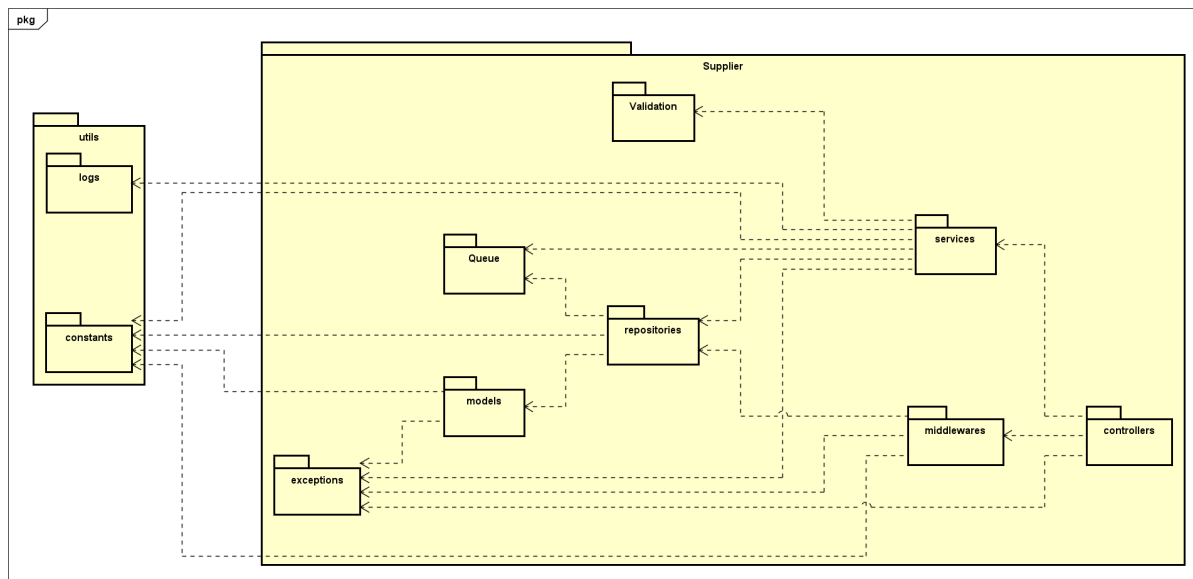 pkg
Supplier
Validation
utils
logs
services
Queue
repositories
constants
models
middlewares
controllers
exceptions